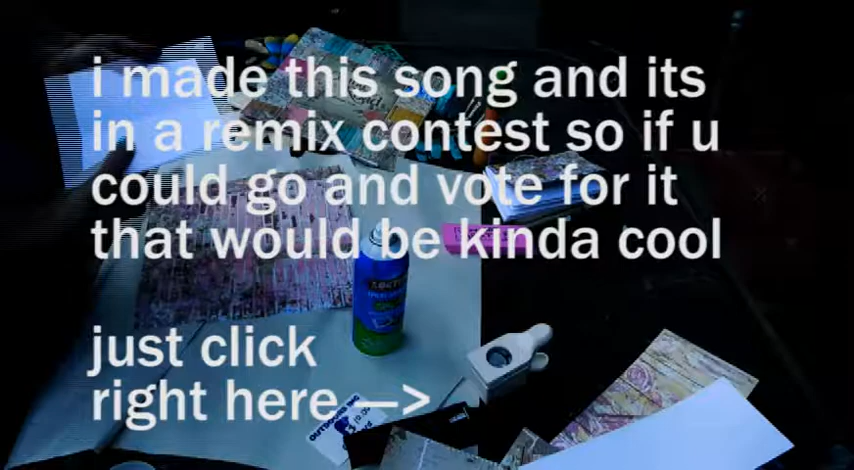 i made this song and its
in a remix contest so if u
could go and vote for it
that would be kinda cool
just click
right here —>